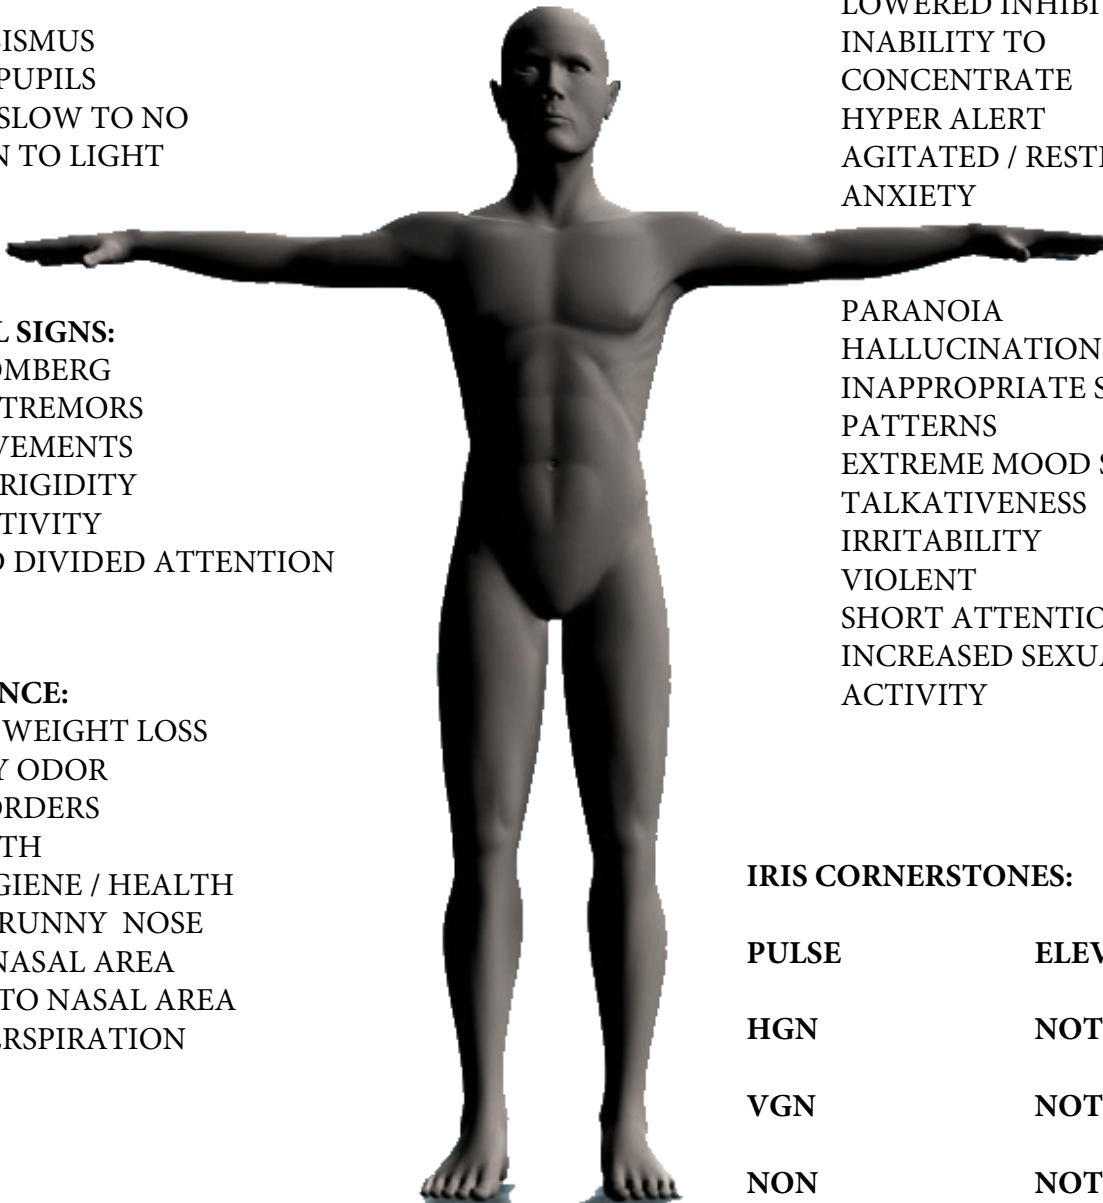 ISMUS
PUPILS
SLOW TO NO
N TO LIGHT
L SIGNS:
OMBERG
TREMORS
VEMENTS
RIGIDITY
TIVITY
D DIVIDED ATTENTION
NCE:
WEIGHT LOSS
Y ODOR
ORDERS
TH
GIENE / HEALTH
RUNNY NOSE
NASAL AREA
TO NASAL AREA
ERSPIRATION
LOWERED INHIBI
INABILITY TO
CONCENTRATE
HYPER ALERT
AGITATED / REST
ANXIETY
PARANOIA
HALLUCINATION
INAPPROPRIATE S
PATTERNS
EXTREME MOOD S
TALKATIVENESS
IRRITABILITY
VIOLENT
SHORT ATTENTIO
INCREASED SEXUA
ACTIVITY
IRIS CORNERSTONES:
PULSE ELEV
HGN NOT
VGN NOT
NON NOT